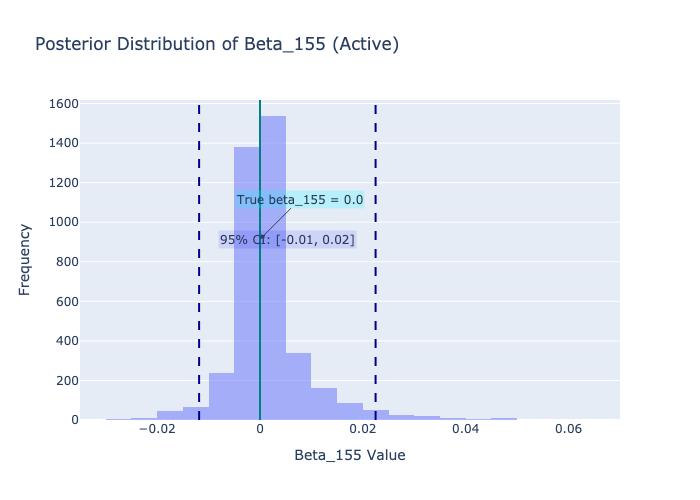 Posterior Distribution of Beta_155 (Active)
1600
1400
1200
1000
800
600
400
200
0
Frequency
True beta_155 = 0.0
95% CI: [-0.01, 0.02]
−0.02
0
0.02
0.04
0.06
Beta_155 Value